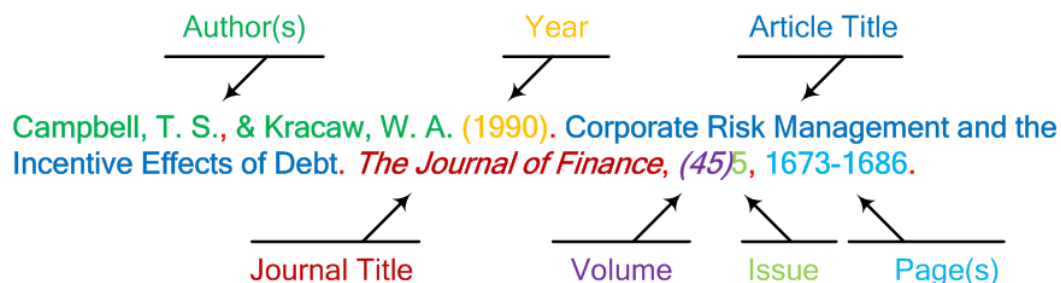 Author(s) Year Article Title
Campbell, T. S., & Kracaw, W. A. (1990). Corporate Risk Management and the
Incentive Effects of Debt. The Journal of Finance, (45)5, 1673-1686.
Journal Title Volume Issue Page(s)